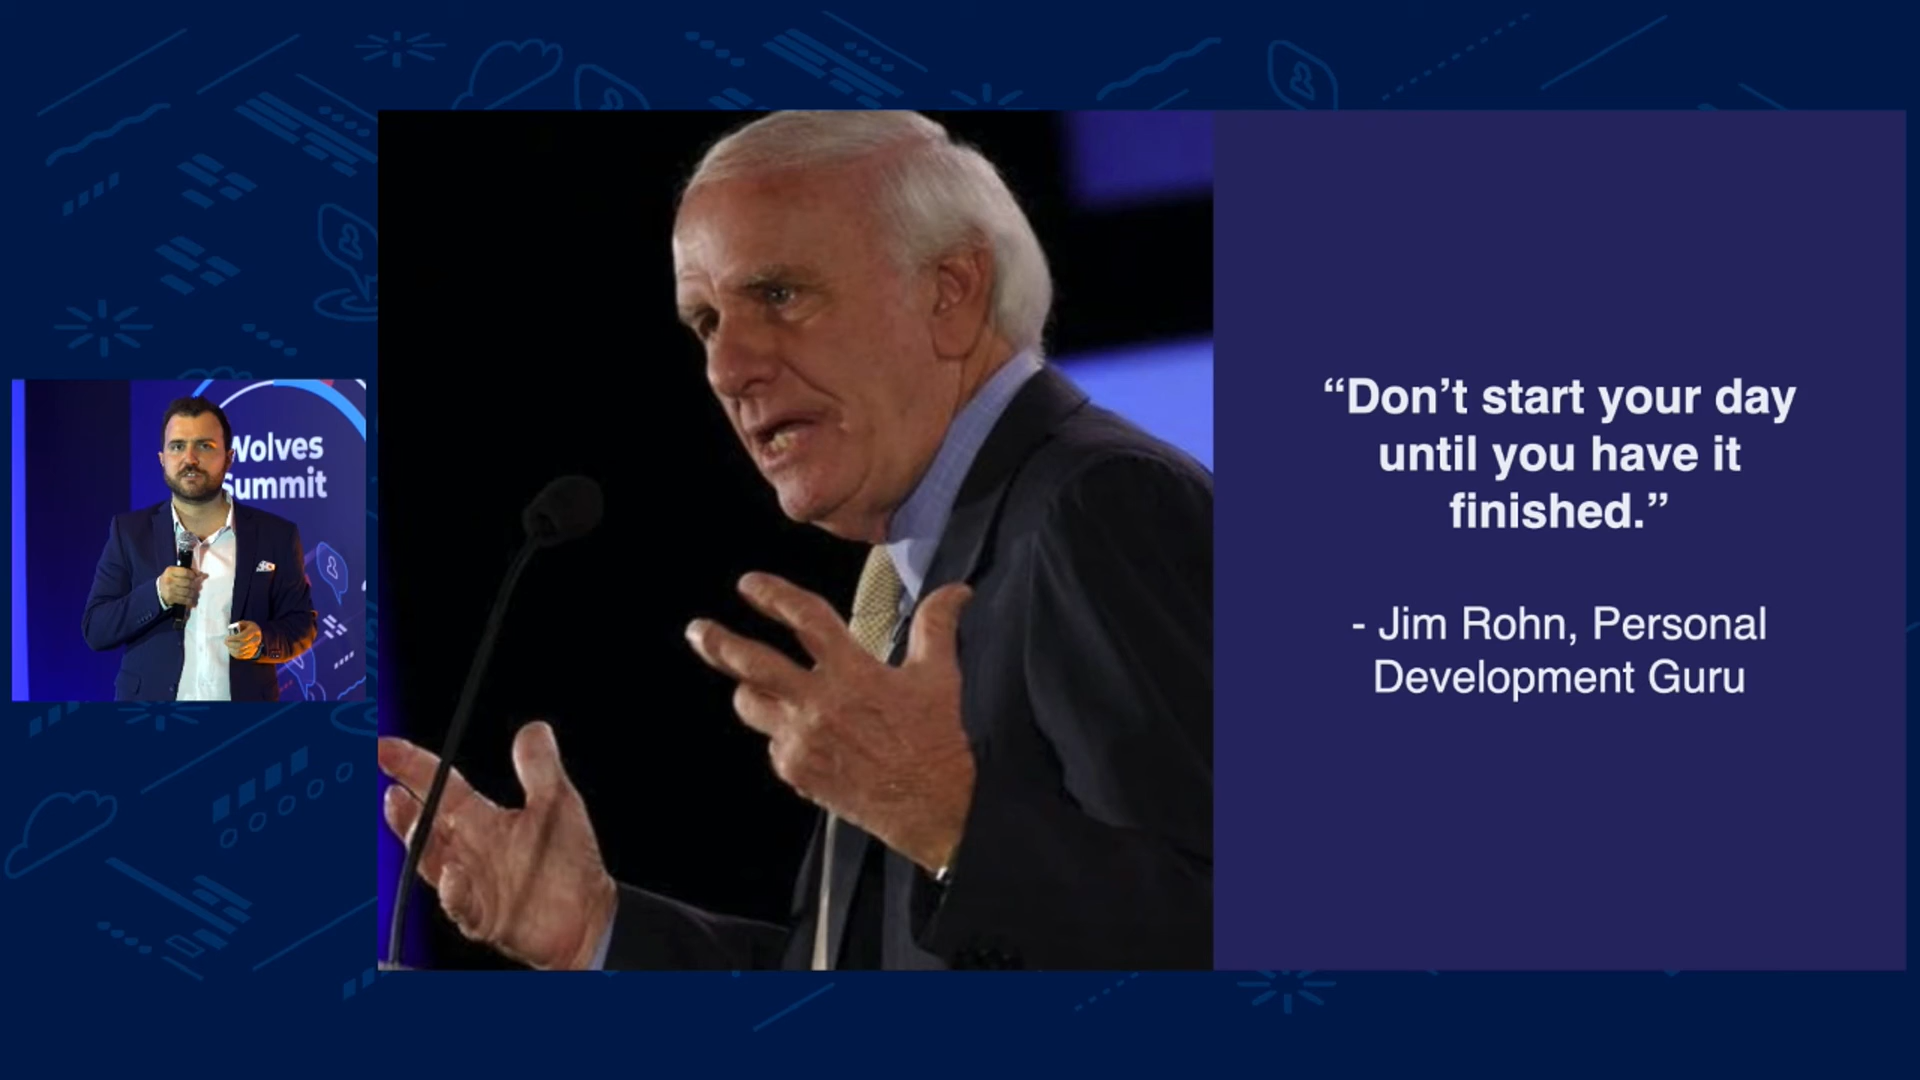 Wolves
Summit
“Don’t start your day
until you have it
finished.”
- Jim Rohn, Personal
Development Guru